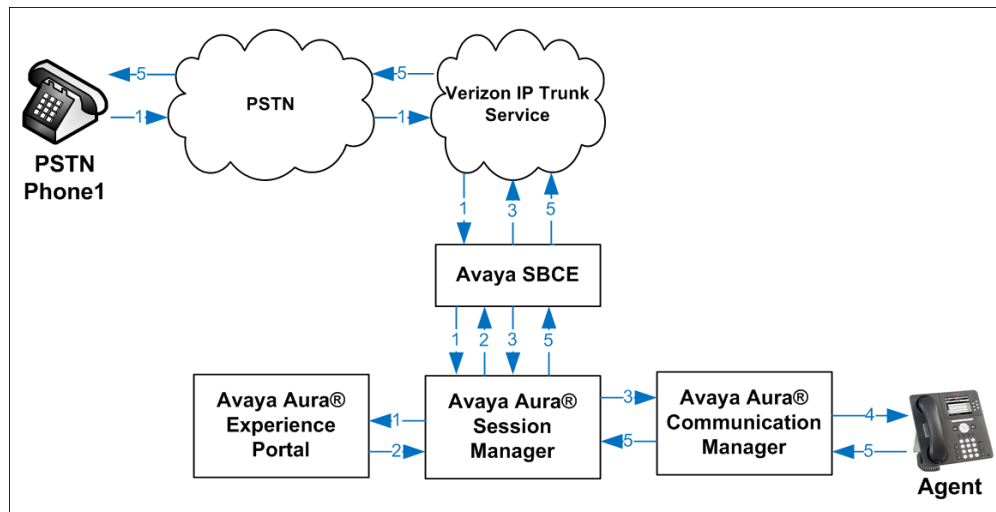 5
5
PSTN
Verizon IP Trunk
Service
1
1
PSTN
Phone1
1
3
5
Avaya SBCE
1
2
3
5
Avaya Aura®
Experience
Portal
1
2
Avaya Aura®
Session
Manager
3
5
Avaya Aura®
Communication
Manager
4
5
Agent